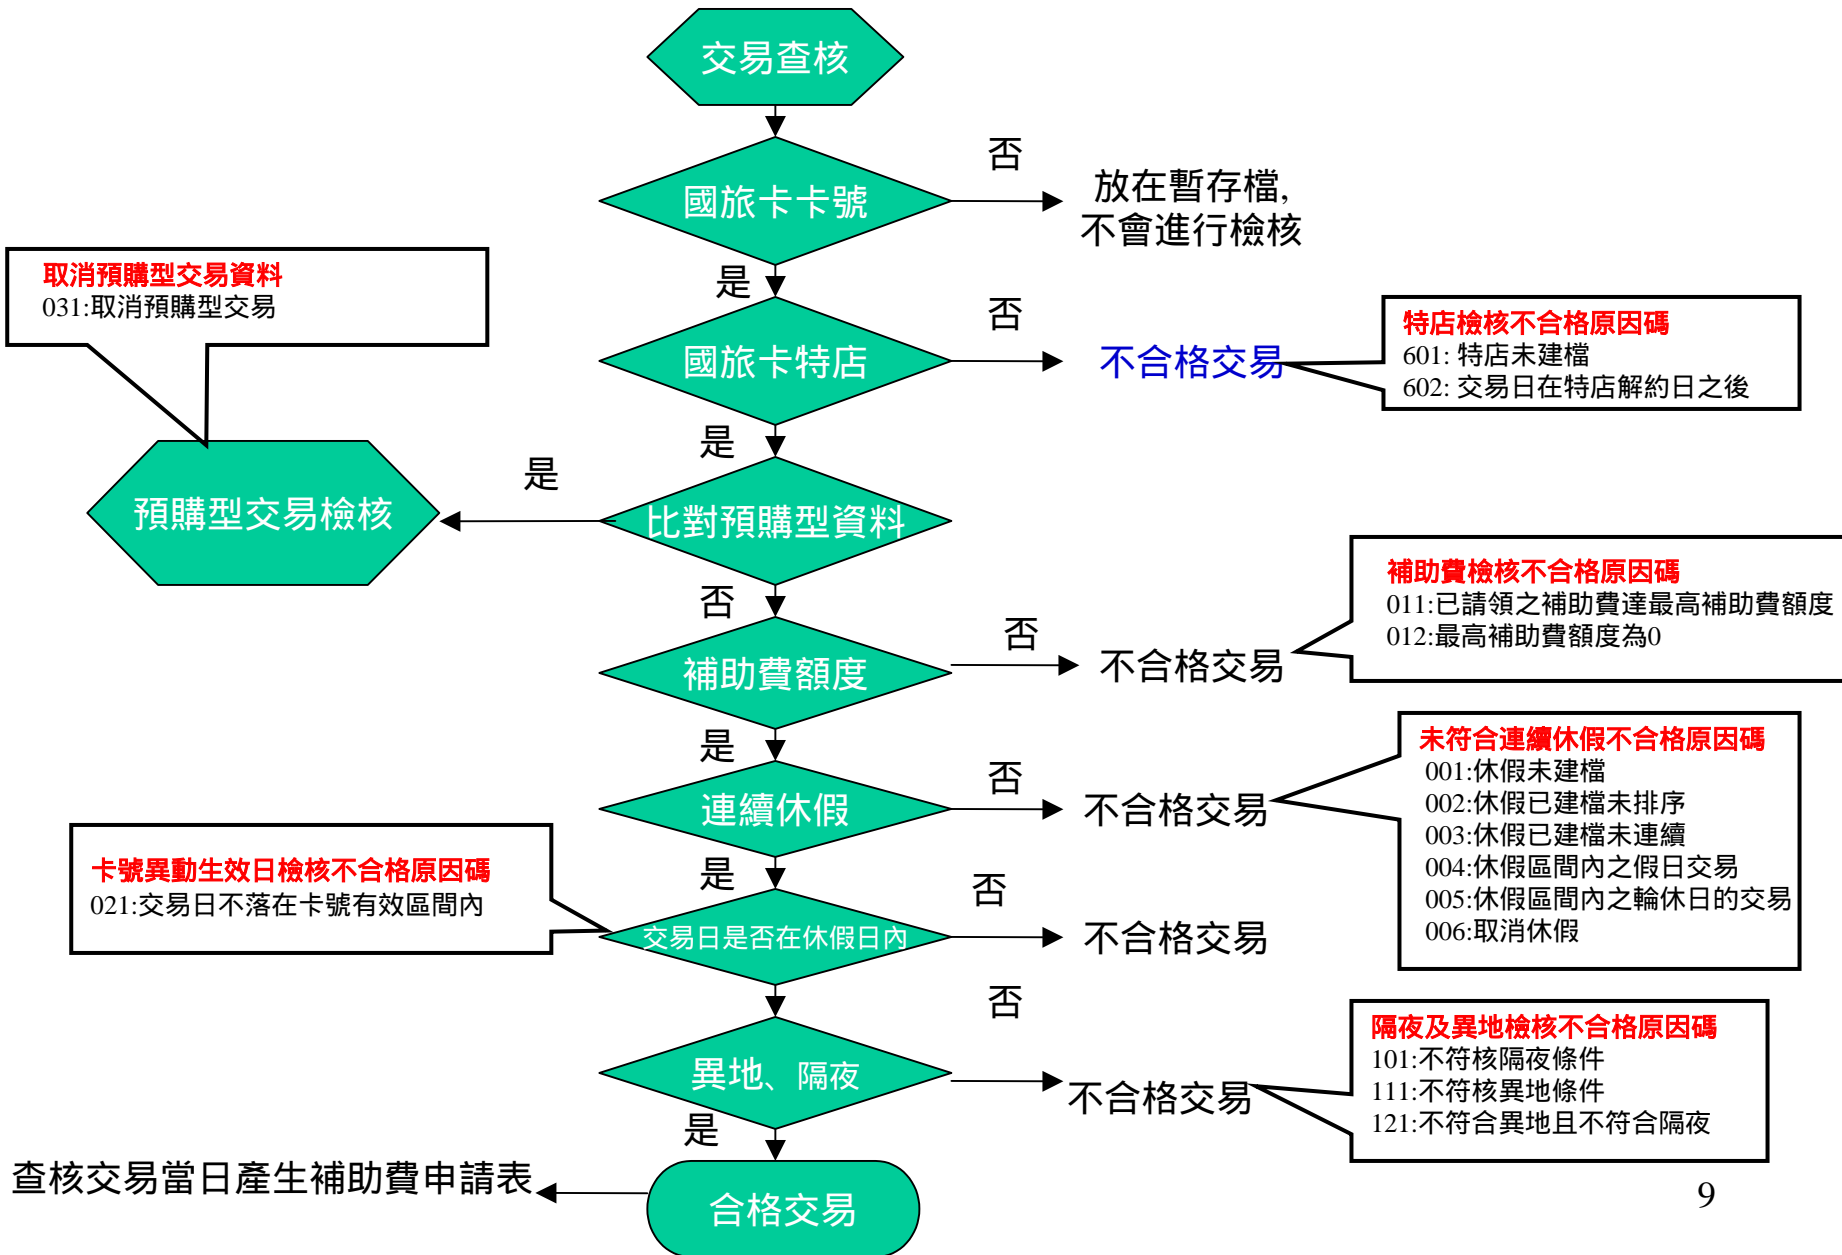 交易查核
否
國旅卡卡號
放在暫存檔,
不會進行檢核
取消預購型交易資料
031:取消預購型交易
是
否
國旅卡特店
不合格交易
特店檢核不合格原因碼
601: 特店未建檔
602: 交易日在特店解約日之後
是
是
預購型交易檢核
比對預購型資料
否
否
補助費額度
不合格交易
補助費檢核不合格原因碼
011:已請領之補助費達最高補助費額度
012:最高補助費額度為0
是
否
連續休假
不合格交易
未符合連續休假不合格原因碼
001:休假未建檔
002:休假已建檔未排序
003:休假已建檔未連續
004:休假區間內之假日交易
005:休假區間內之輪休日的交易
006:取消休假
卡號異動生效日檢核不合格原因碼
021:交易日不落在卡號有效區間內
是
否
交易日是否在休假日內
不合格交易
否
異地、隔夜
不合格交易
隔夜及異地檢核不合格原因碼
101:不符核隔夜條件
111:不符核異地條件
121:不符合異地且不符合隔夜
是
查核交易當日產生補助費申請表
合格交易
9